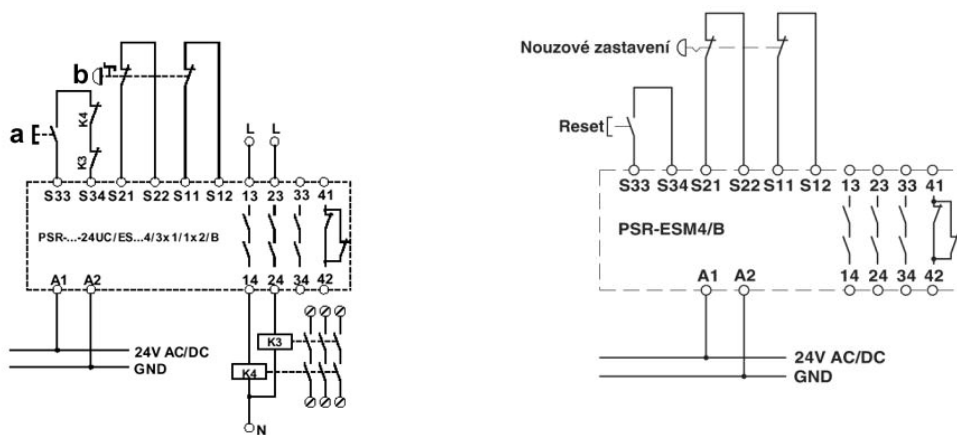 b
a
K4
K3
L L
S33 S34 S21 S22 S11 S12 13 23 33 41
PSR-...-24UC/ES...4/3x1/1x2/B
A1 A2 14 24 34 42
K3
24V AC/DC
GND
K4
N
Nouzové zastavení
Reset
S33 S34 S21 S22 S11 S12 13 23 33 41
PSR-ESM4/B
A1 A2 14 24 34 42
24V AC/DC
GND